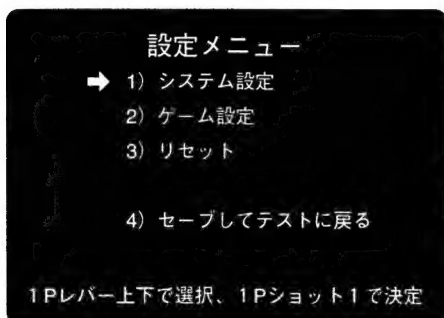 設定メニュー
➡ 1) システム設定
2) ゲーム設定
3) リセット
4) セーブしてテストに戻る
1Pレバー上下で選択、1Pショット1で決定